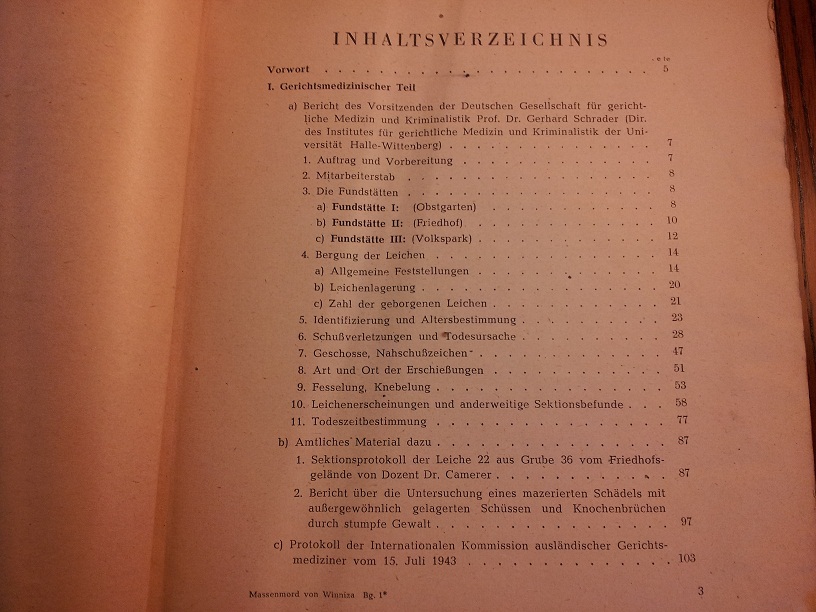 INHALTSVERZEICHNIS
Vorwort . . . . . . . . . . . . . . . . . . . . . . . . 5
I. Gerichtsmedizinischer Teil
a) Bericht des Vorsitzenden der Deutschen Gesellschaft für gericht-
liche Medizin und Kriminalistik Prof. Dr. Gerhard Schrader (Dir.
des Institutes für gerichtliche Medizin und Kriminalistik der Uni-
versität Halle-Wittenberg) . . . . . . . . . . . . . . . . 7
1. Auftrag und Vorbereitung . . . . . . . . . . . . . . . 7
2. Mitarbeiterstab . . . . . . . . . . . . . . . . . . . 8
3. Die Fundstätten . . . . . . . . . . . . . . . . . . . 8
a) Fundstätte I: (Obstgarten) . . . . . . . . . . . . . 8
b) Fundstätte II: (Friedhof) . . . . . . . . . . . . . . 10
c) Fundstätte III: (Volkspark) . . . . . . . . . . . . . . 12
4. Bergung der Leichen . . . . . . . . . . . . . . . . . 14
a) Allgemeine Feststellungen . . . . . . . . . . . . . . 14
b) Leichenlagerung . . . . . . . . . . . . . . . . . . 20
c) Zahl der geborgenen Leichen . . . . . . . . . . . . . 21
5. Identifizierung und Altersbestimmung . . . . . . . . . . . 23
6. Schußverletzungen und Todesursache . . . . . . . . . . . 28
7. Geschosse, Nahschußzeichen . . . . . . . . . . . . . . 47
8. Art und Ort der Erschießungen . . . . . . . . . . . . . 51
9. Fesselung, Knebelung . . . . . . . . . . . . . . . . . 53
10. Leichenerscheinungen und anderweitige Sektionsbefunde . . . 58
11. Todeszeitbestimmung . . . . . . . . . . . . . . . . . 77
b) Amtliches Material dazu . . . . . . . . . . . . . . . . . 87
1. Sektionsprotokoll der Leiche 22 aus Grube 36 vom Friedhofs-
gelände von Dozent Dr. Camerer . . . . . . . . . . . . . 87
2. Bericht über die Untersuchung eines mazerierten Schädels mit
außergewöhnlich gelagerten Schüssen und Knochenbrüchen
durch stumpfe Gewalt . . . . . . . . . . . . . . . . . 97
c) Protokoll der Internationalen Kommission ausländischer Gerichts-
mediziner vom 15. Juli 1943 . . . . . . . . . . . . . . . 103
Massenmord von Winniza Bg. 1* 3